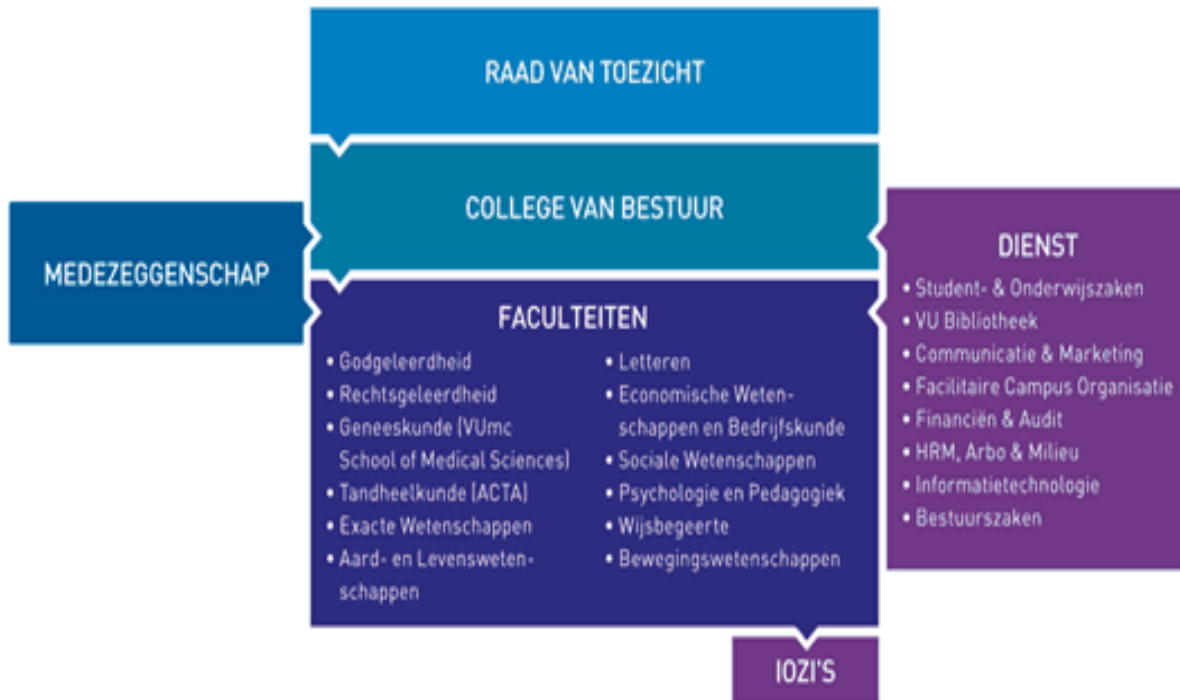 RAAD VAN TOEZICHT
COLLEGE VAN BESTUUR
MEDEZEGGENSCHAP
FACULTEITEN
• Godgeleerdheid
• Rechtsgeleerdheid
• Geneeskunde (VUmc
School of Medical Sciences)
• Tandheelkunde (ACTA)
• Exacte Wetenschappen
• Aard- en Levensweten-
schappen
• Letteren
• Economische Weten-
schappen en Bedrijfskunde
• Sociale Wetenschappen
• Psychologie en Pedagogiek
• Wijsbegeerte
• Bewegingswetenschappen
DIENST
• Student- & Onderwijszaken
• VU Bibliotheek
• Communicatie & Marketing
• Facilitaire Campus Organisatie
• Financiën & Audit
• HRM, Arbo & Milieu
• Informatietechnologie
• Bestuurszaken
IOZI'S